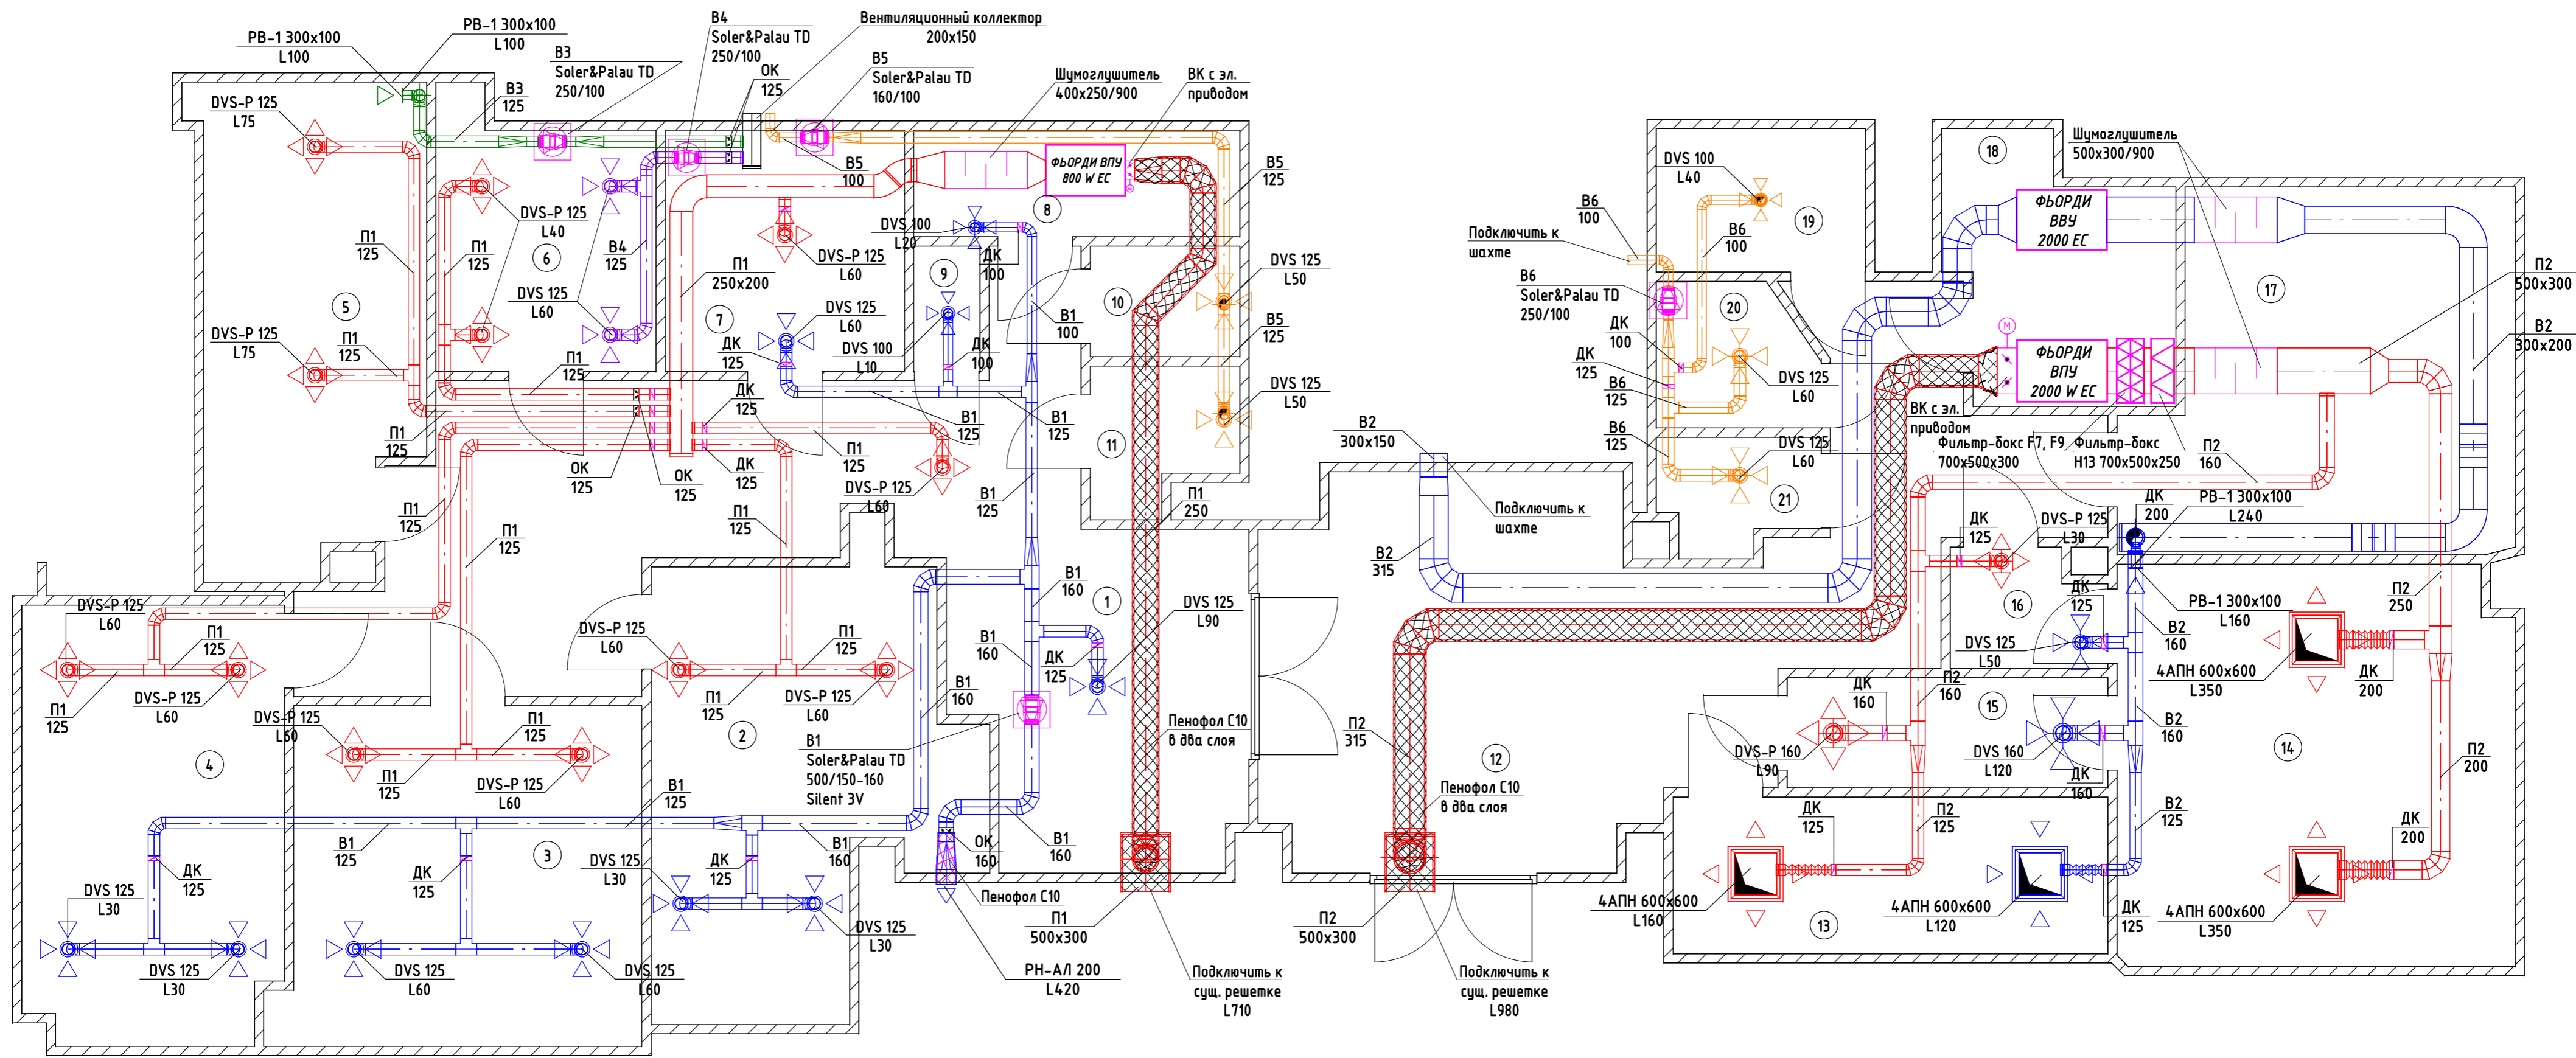 РВ-1 300х100
L100
РВ-1 300х100
L100
В3
Soler&Palau TD
250/100
В4
Soler&Palau TD
250/100
Вентиляционный коллектор
200х150
ОК
125
В5
Soler&Palau TD
160/100
Шумоглушитель
400х250/900
ВК с эл.
приводом
DVS-P 125
L75
В3
125
ФЬОРДИ ВПУ
800 W EC
В5
100
В5
125
8
DVS-P 125
L40
6
В4
125
П1
125
П1
125
5
DVS 125
L60
П1
250х200
DVS-P 125
L60
DVS 100
L20
ДК
100
9
DVS 125
L50
10
7
DVS 125
L60
В1
100
В5
125
DVS-P 125
L75
П1
125
П1
125
ДК
125
DVS 100
L10
ДК
100
DVS 125
L50
ДК
125
В1
125
В1
125
11
П1
125
П1
125
ОК
125
ОК
125
ДК
125
DVS-P 125
L60
В1
125
П1
250
П1
125
П1
125
П1
125
DVS-P 125
L60
П1
125
DVS-P 125
L60
П1
125
DVS-P 125
L60
П1
125
П1
125
DVS-P 125
L60
П1
125
DVS-P 125
L60
DVS-P 125
L60
П1
125
П1
125
DVS-P 125
L60
В1
160
1
DVS 125
L90
В1
160
ДК
125
В1
160
2
4
В1
Soler&Palau TD
500/150-160
Silent 3V
Пенофол С10
в два слоя
В1
125
В1
125
3
В1
160
ОК
160
В1
160
ДК
125
ДК
125
ДК
125
DVS 125
L30
DVS 125
L30
DVS 125
L30
DVS 125
L60
DVS 125
L60
DVS 125
L30
Пенофол С10
РН-АЛ 200
L420
П1
500х300
Подключить к
сущ. решетке
L710
П2
500х300
Подключить к
сущ. решетке
L980
П2
315
12
Пенофол С10
в два слоя
В2
300х150
Подключить к
шахте
В2
315
DVS 100
L40
В6
100
Подключить к
шахте
В6
100
19
18
Шумоглушитель
500х300/900
ФЬОРДИ
ВВУ
2000 EC
В6
Soler&Palau TD
250/100
20
ДК
100
ДК
125
DVS 125
L60
В6
125
В6
125
DVS 125
L60
21
17
П2
500х300
В2
300х200
М
ФЬОРДИ
ВПУ
2000 W EC
ВК с эл.
приводом
Фильтр-бокс F7, F9
700х500х300
Фильтр-бокс
H13 700х500х250
П2
160
ДК
200
РВ-1 300х100
L240
ДК
125
DVS-P 125
L30
16
ДК
125
РВ-1 300х100
L160
DVS 125
L50
В2
160
П2
250
4АПН 600х600
L350
ДК
200
П2
160
ДК
160
15
DVS-P 160
L90
DVS 160
L120
ДК
160
В2
160
14
П2
200
П2
125
В2
125
ДК
125
4АПН 600х600
L160
13
4АПН 600х600
L120
ДК
125
4АПН 600х600
L350
ДК
200